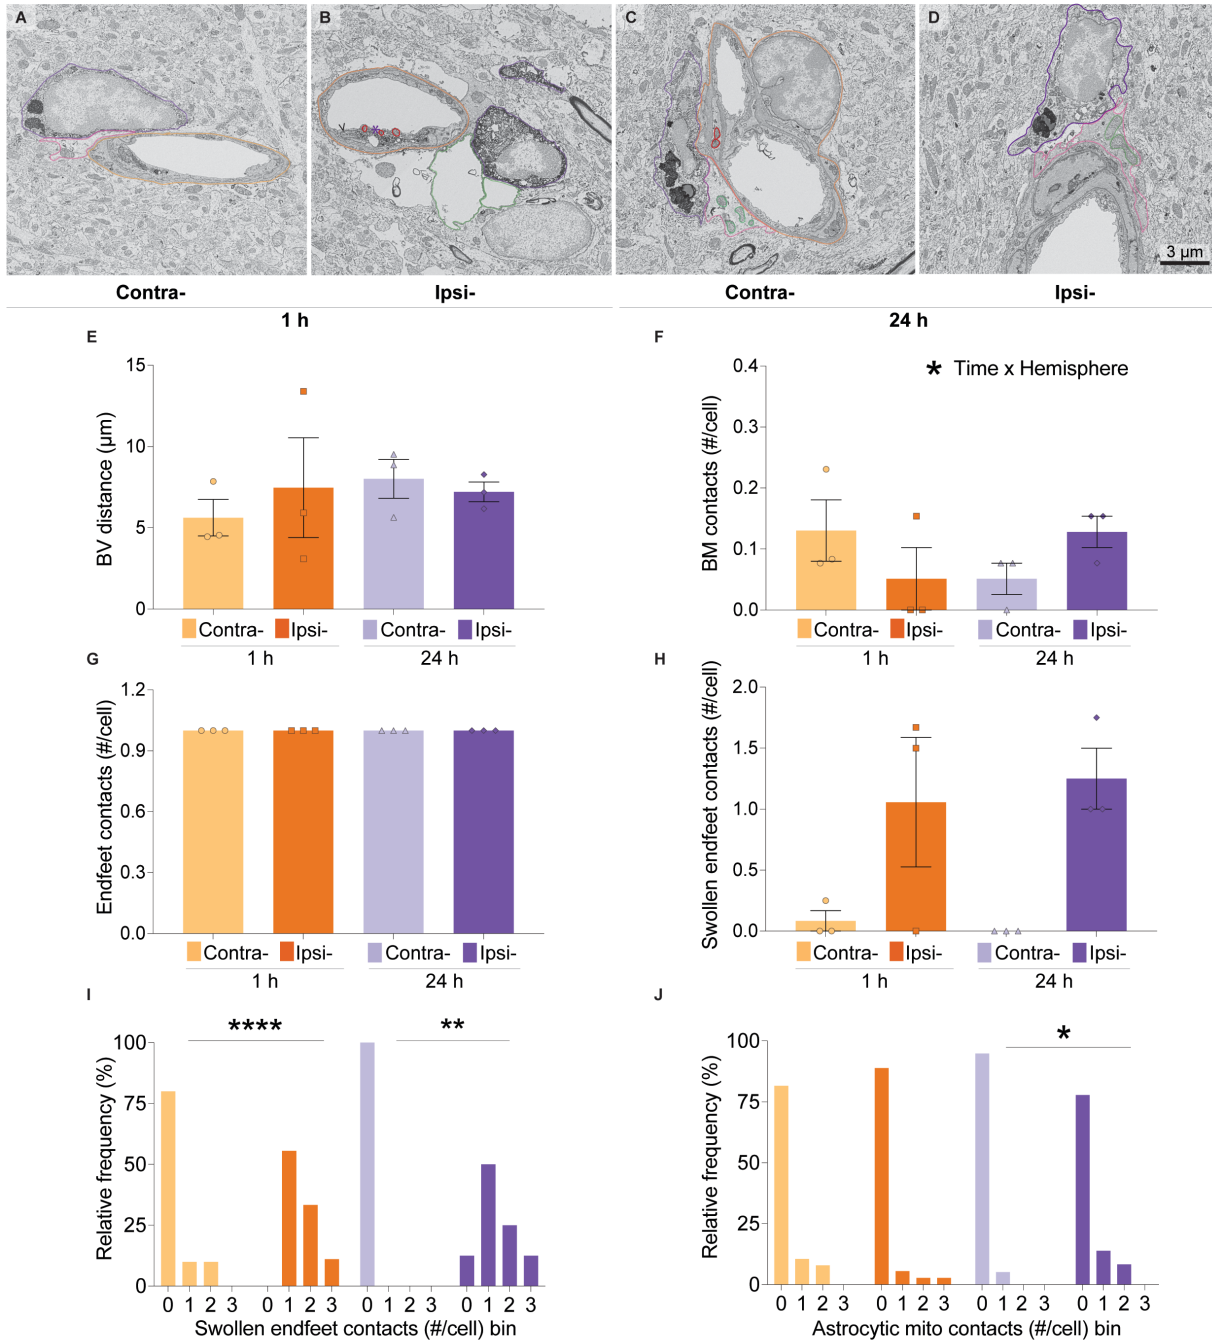 A
B
C
D
3 µm
Contra-
Ipsi-
Contra-
Ipsi-
1 h
24 h
E
BV distance (µm)
15
10
5
0
Contra-
Ipsi-
Contra-
Ipsi-
1 h
24 h
F
* Time x Hemisphere
BM contacts (#/cell)
0.4
0.3
0.2
0.1
0.0
Contra-
Ipsi-
Contra-
Ipsi-
1 h
24 h
G
Endfeet contacts (#/cell)
1.2
0.9
0.6
0.3
0.0
Contra-
Ipsi-
Contra-
Ipsi-
1 h
24 h
H
Swollen endfeet contacts (#/cell)
2.0
1.5
1.0
0.5
0.0
Contra-
Ipsi-
Contra-
Ipsi-
1 h
24 h
I
Relative frequency (%)
100
75
50
25
0
****
**
0 1 2 3 0 1 2 3 0 1 2 3 0 1 2 3
Swollen endfeet contacts (#/cell) bin
J
Relative frequency (%)
100
75
50
25
0
*
0 1 2 3 0 1 2 3 0 1 2 3 0 1 2 3
Astrocytic mito contacts (#/cell) bin